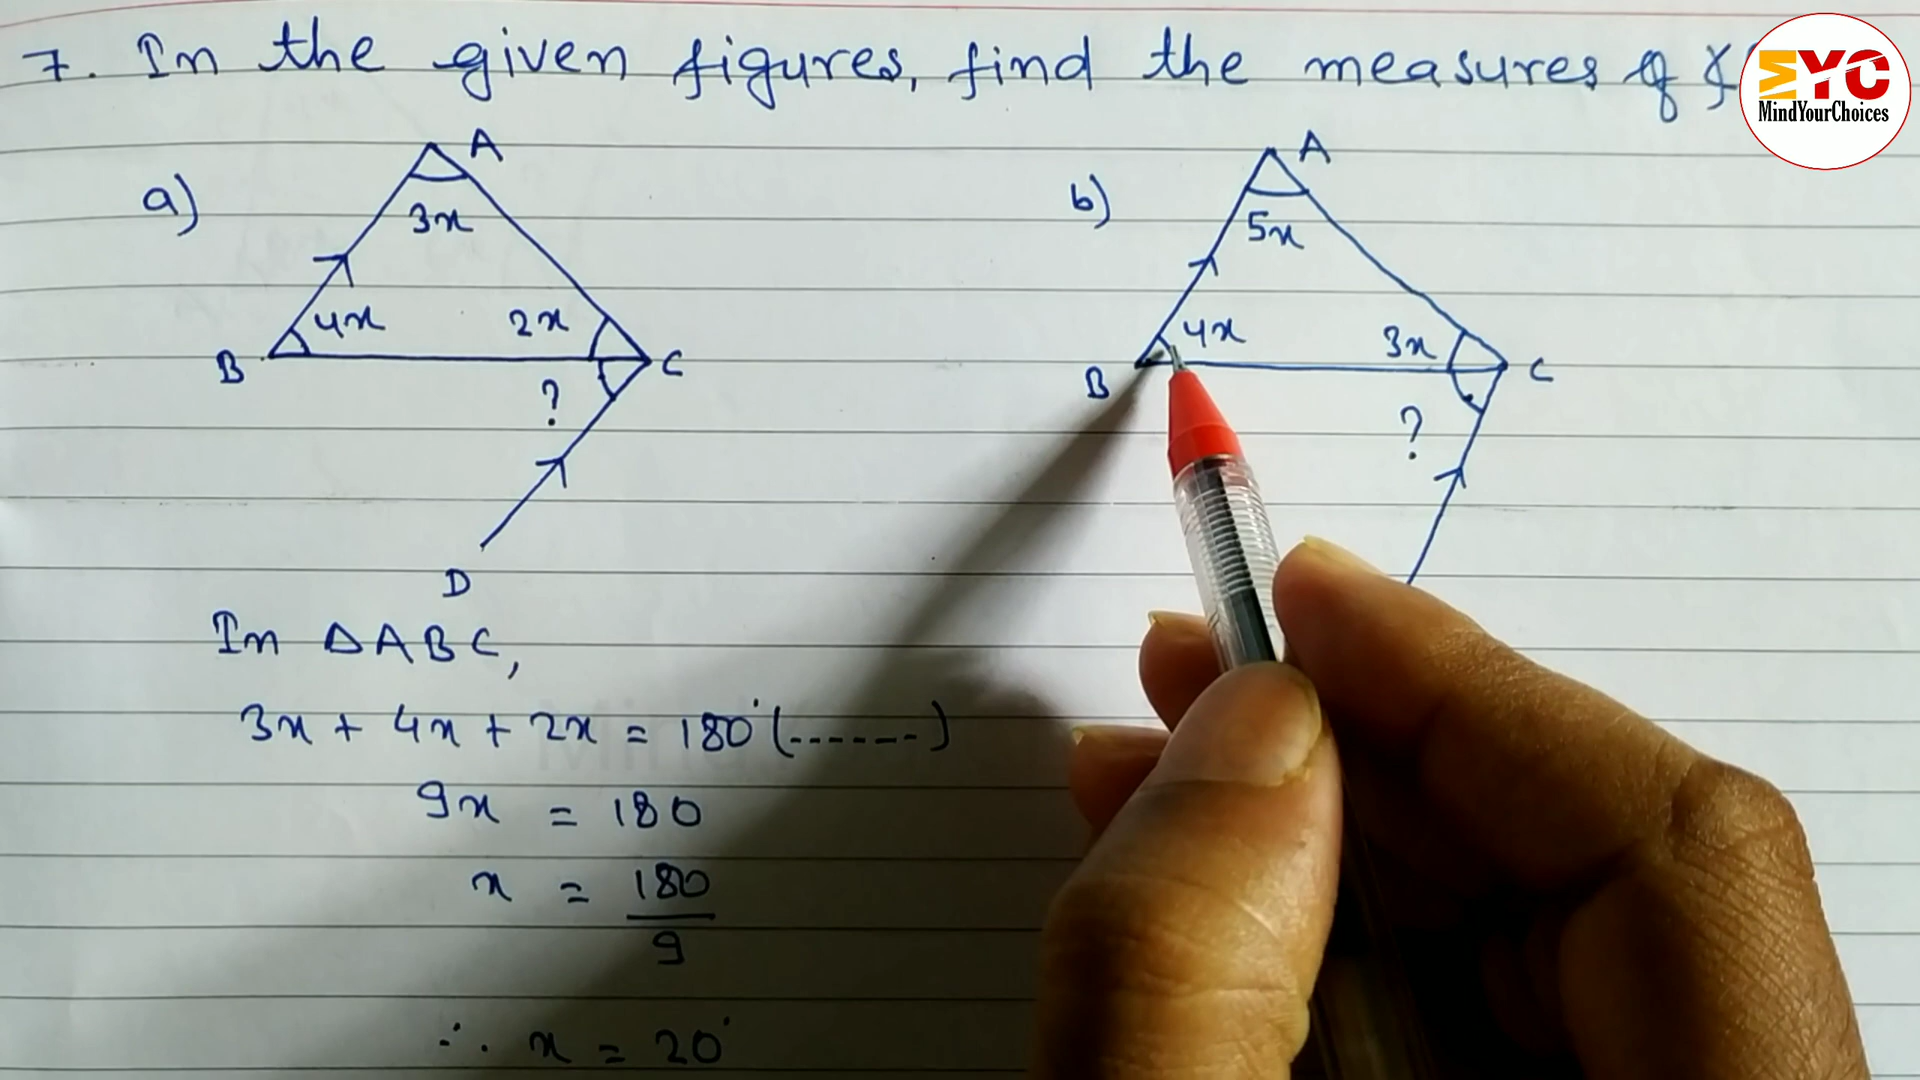 7. In the given figures, find the measures of
MYC
MindYourChoices
a)
A
3x
4x
2x
B
C
?
D
b)
A
5x
4x
3x
B
C
?
In ΔABC,
3x + 4x + 2x = 180° (.......)
9x = 180
x = 180
9
∴ x = 20°